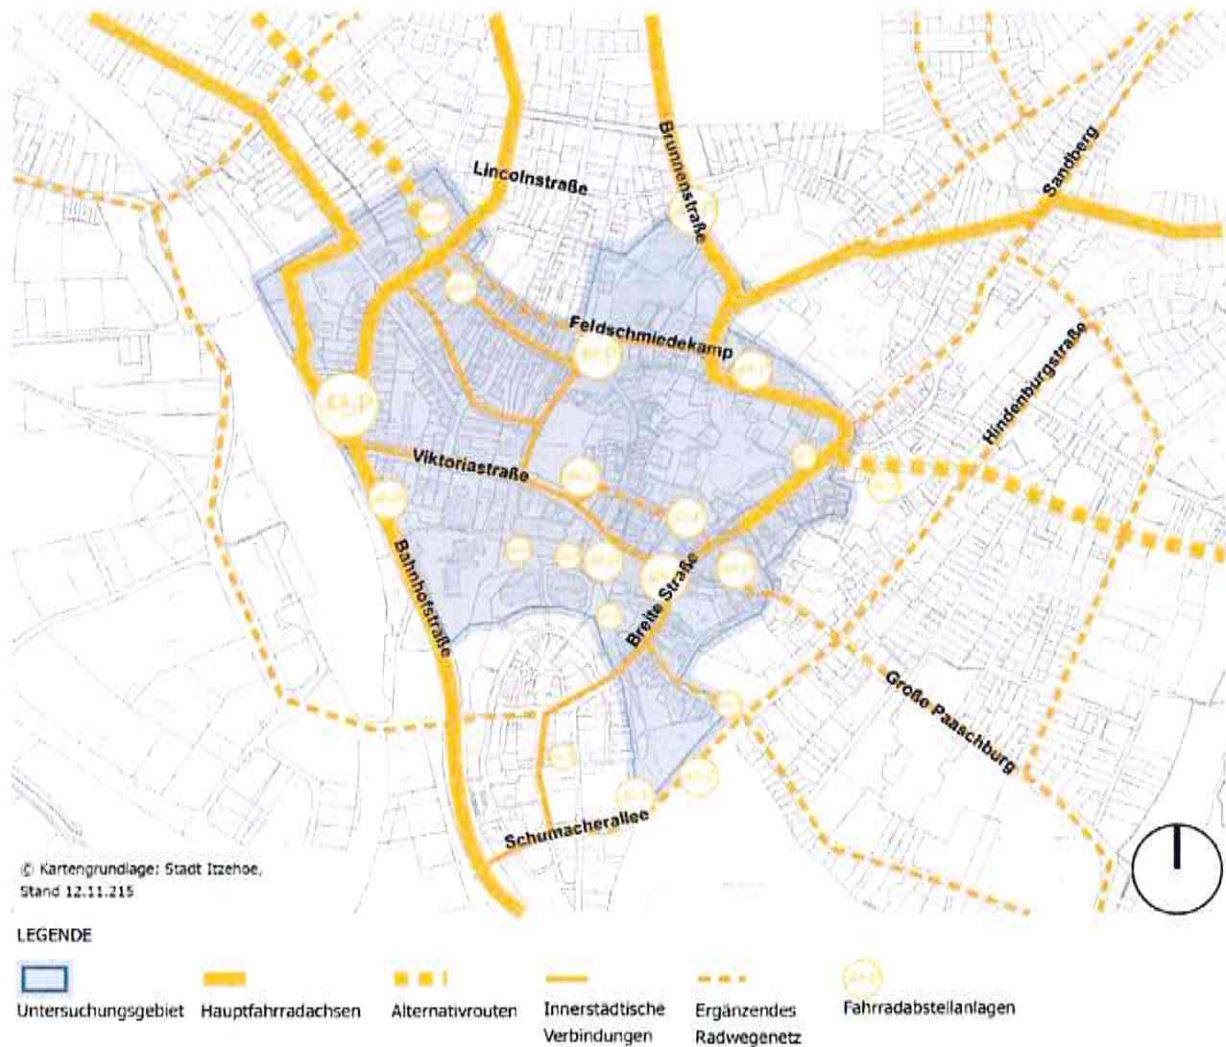 Lincolnstraße
Brunnenstraße
Sandberg
Feldschmiedekamp
Hindenburgstraße
Viktoriastraße
Bahnhofstraße
Breite Straße
Große Paaschburg
Schumacherallee
© Kartengrundlage: Stadt Itzehoe,
Stand 12.11.215
LEGENDE
Untersuchungsgebiet
Hauptfahrradachsen
Alternativrouten
Innerstädtische
Verbindungen
Ergänzendes
Radwegenetz
Fahrradabstellanlagen